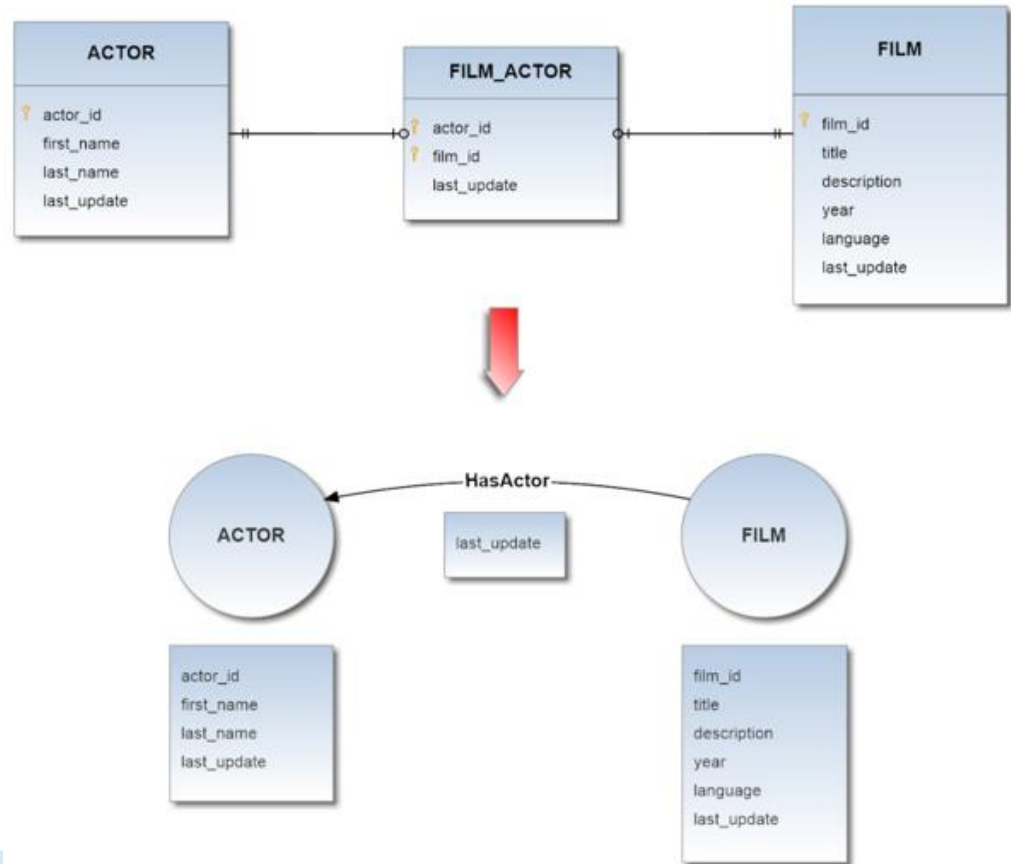 ACTOR
actor_id
first_name
last_name
last_update
FILM_ACTOR
actor_id
film_id
last_update
FILM
film_id
title
description
year
language
last_update
HasActor
ACTOR
last_update
FILM
actor_id
first_name
last_name
last_update
film_id
title
description
year
language
last_update